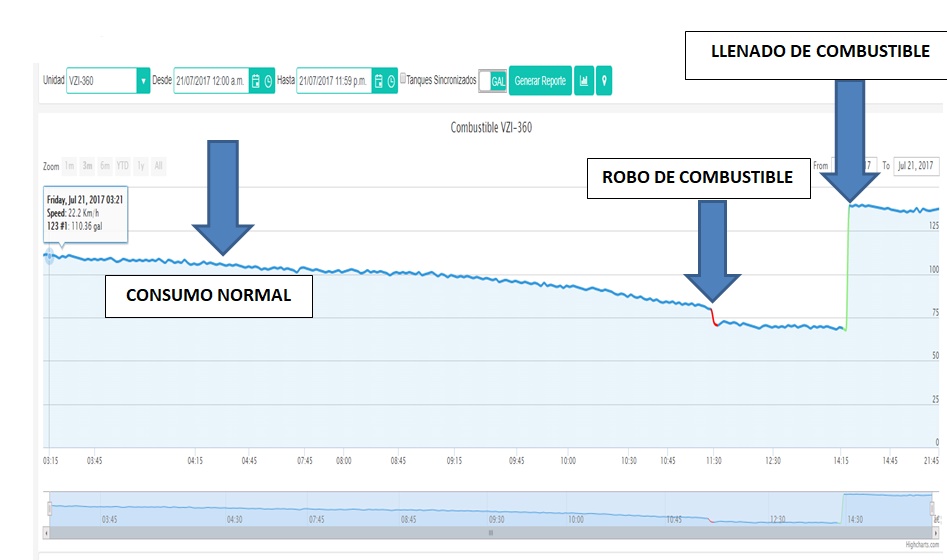 LLENADO DE COMBUSTIBLE
Unidad VZI-360 Desde 21/07/2017 12:00 a.m. Hasta 21/07/2017 11:59 p.m. Tanques Sincronizados GAL Generar Reporte
Combustible VZI-360
Zoom 1m 3m 6m YTD 1y All
From 17 To Jul 21, 2017
ROBO DE COMBUSTIBLE
Friday, Jul 21, 2017 03:21
Speed: 22.2 Km/h
123 #1: 110.36 gal
CONSUMO NORMAL
125
100
75
50
25
0
03:15 03:45 04:15 04:45 07:45 08:00 08:45 09:15 09:45 10:00 10:30 10:45 11:30 12:30 14:15 14:45 21:45
03:45 04:30 07:45 08:45 09:30 10:00 10:45 12:30 14:30
Highcharts.com